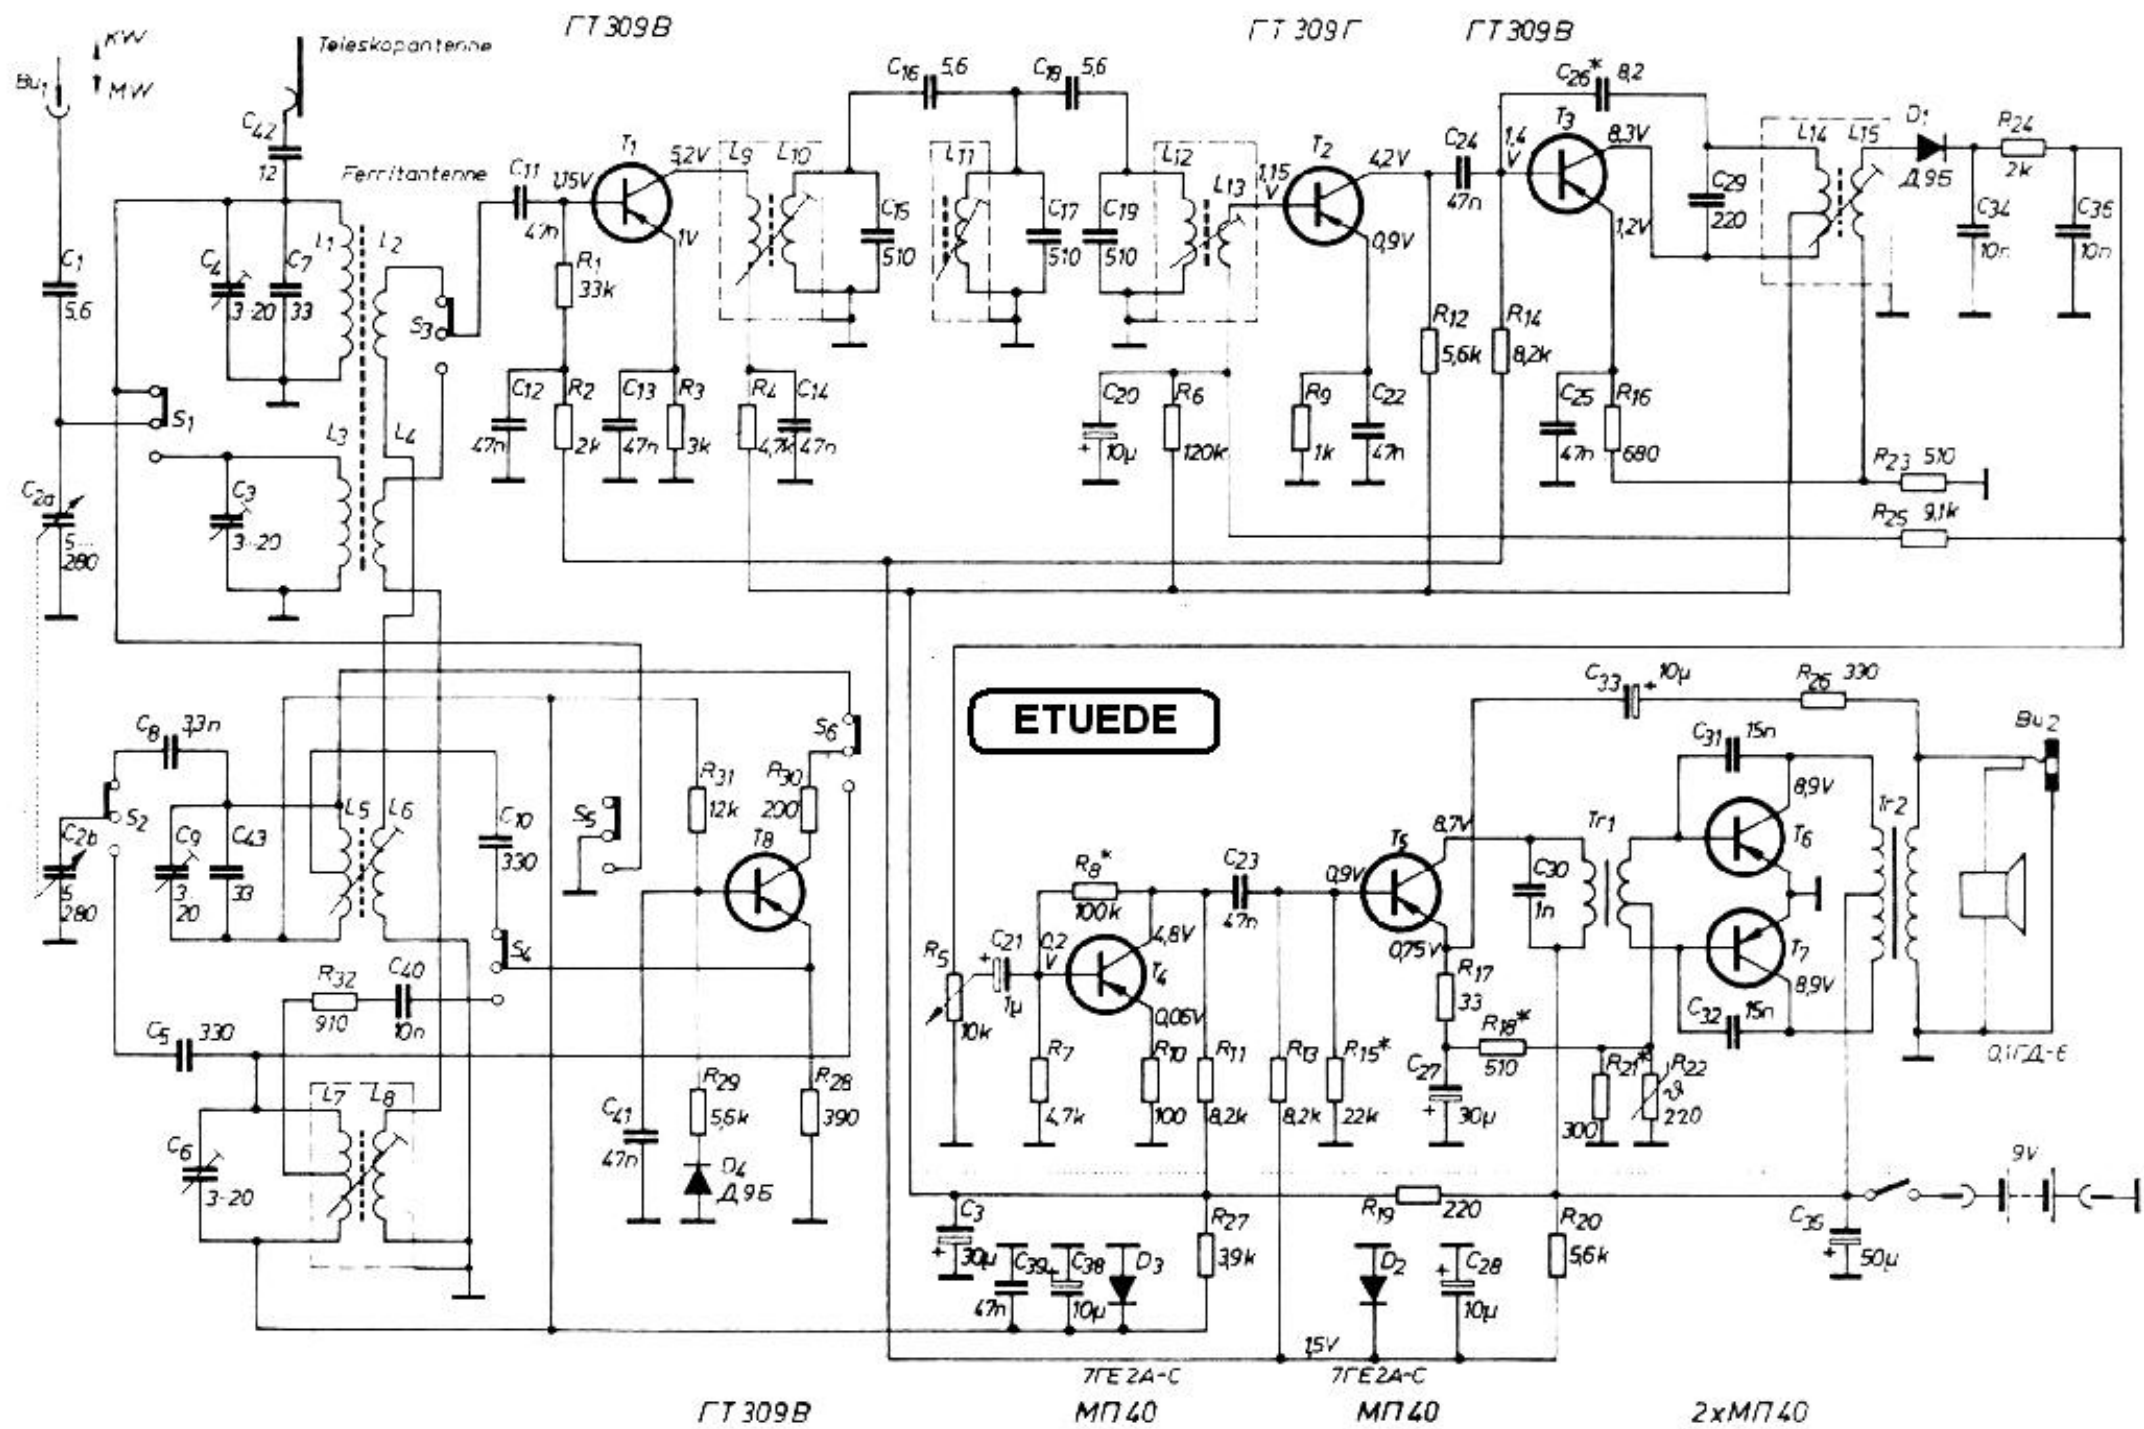 ГТ309В
ГТ309Г
ГТ309В
KW
MW
Bu1
Teleskopantenne
C42
12
Ferritantenne
C1
5,6
C4
3-20
C7
33
L1
L2
S3
S1
L3
L4
C2a
5...
280
C3
3-20
C11
47n
1,15V
T1
5,2V
1V
R1
33k
C12
47n
R2
2k
C13
47n
R3
3k
R4
4,7k
C14
47n
L9
L10
C16
5,6
C18
5,6
C15
510
L11
C17
510
C19
510
L12
L13
1,15
V
T2
4,2V
0,9V
C20
+
10µ
R6
120k
R9
1k
C22
47n
C24
47n
1,4
V
R12
5,6k
R14
8,2k
C26*
8,2
T3
8,3V
1,2V
C25
47n
R16
680
C29
220
L14
L15
D1
Д9Б
R24
2k
C34
10n
C36
10n
R23
510
R25
9,1k
ETUEDE
C8
3,3n
S2
C2b
5
280
C9
3-
20
C43
33
L5
L6
C10
330
S4
S5
S6
R31
12k
R30
200
T8
R32
910
C40
10n
C5
330
C6
3-20
L7
L8
C41
47n
R29
5,6k
D4
Д9Б
R28
390
R5
10k
C21
+
1µ
0,2
V
R8*
100k
4,8V
T4
0,06V
R7
4,7k
R10
100
R11
8,2k
C23
47n
R13
8,2k
R15*
22k
0,9V
T5
8,7V
0,75V
R17
33
R18*
510
C27
+
30µ
C33
+
10µ
R26
330
C30
1n
Tr1
C31
15n
8,9V
T6
T7
8,9V
C32
15n
R21*
300
R22
ϑ
220
Tr2
Bu2
0,1ГД-6
9V
C3
+
30µ
C39
47n
C38
+
10µ
D3
R27
3,9k
R19
220
D2
C28
+
10µ
R20
5,6k
C35
+
50µ
1,5V
7ГЕ2А-С
7ГЕ2А-С
ГТ309В
МП40
МП40
2xМП40